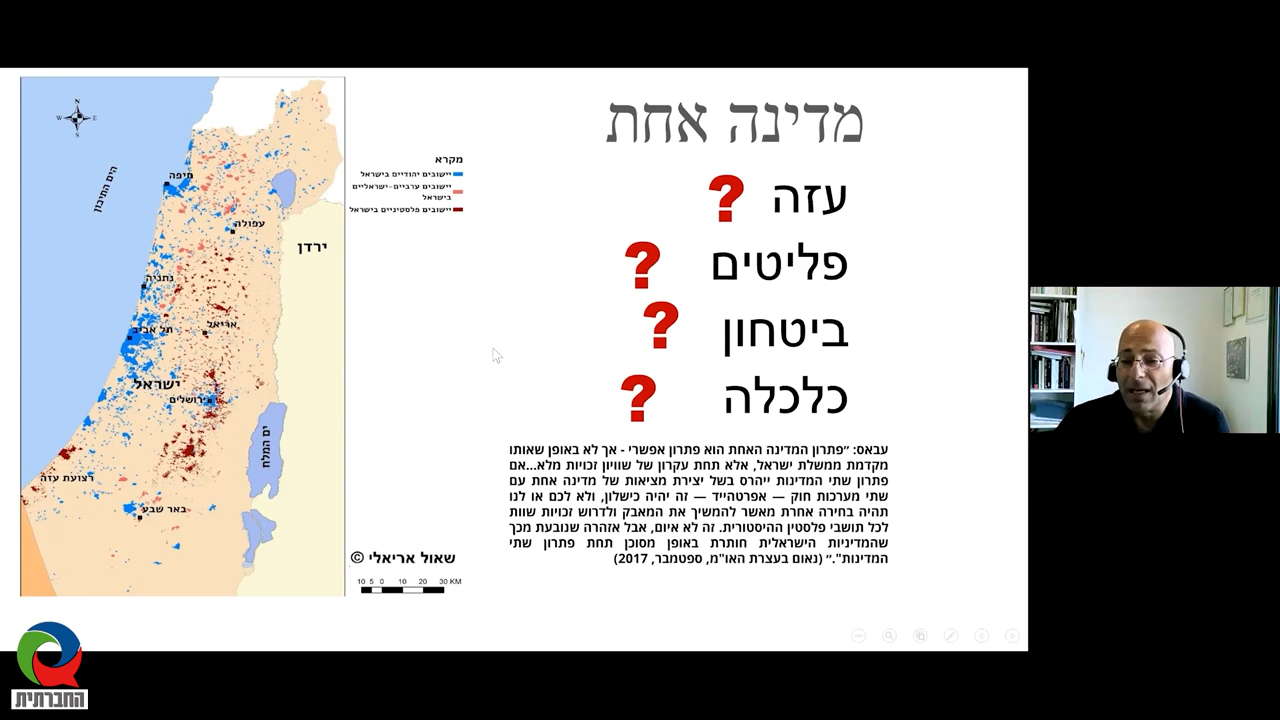 מדינה אחת
עזה ?
פליטים ?
ביטחון ?
כלכלה ?
עבאס: ״פתרון המדינה האחת הוא פתרון אפשרי - אך לא באופן שאותו
מקדמת ממשלת ישראל, אלא תחת עקרון של שוויון זכויות מלא...אם
פתרון שתי המדינות ייהרס בשל יצירת מציאות של מדינה אחת עם
שתי מערכות חוק — אפרטהייד — זה יהיה כישלון, ולא לכם או לנו
תהיה בחירה אחרת מאשר להמשיך את המאבק ולדרוש זכויות שוות
לכל תושבי פלסטין ההיסטורית. זה לא איום, אבל אזהרה שנובעת מכך
שהמדיניות הישראלית חותרת באופן מסוכן תחת פתרון שתי
המדינות".״ (נאום בעצרת האו"מ, ספטמבר, 2017)
מקרא
יישובים יהודיים בישראל
יישובים ערביים-ישראליים
בישראל
יישובים פלסטיניים בישראל
N
W E
S
הים התיכון
חיפה
עפולה
ירדן
נתניה
תל אביב
אריאל
ישראל
ירושלים
ים המלח
רצועת עזה
באר שבע
שאול אריאלי ©
10 5 0 10 20 30 KM
החברתית